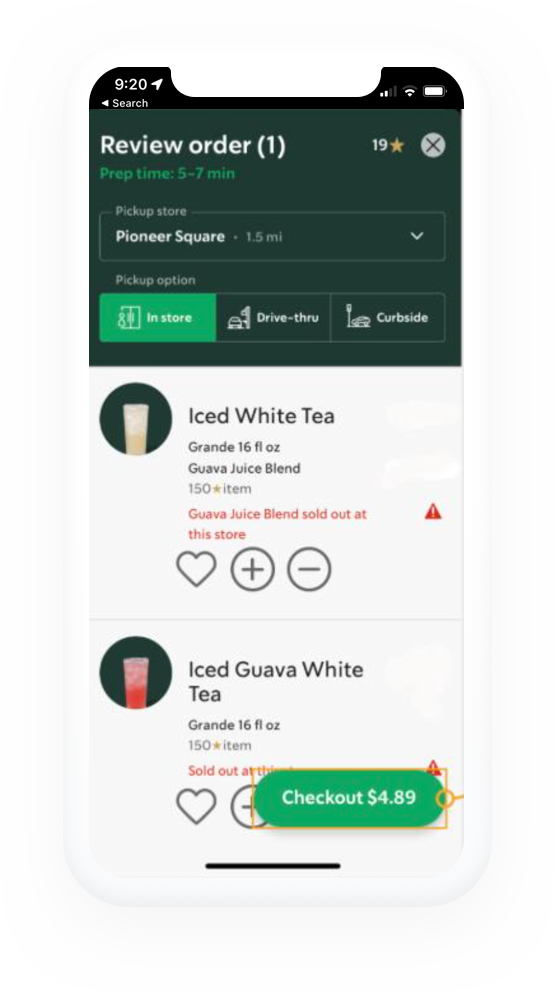 9:20
◀ Search
Review order (1)
19★
Prep time: 5–7 min
Pickup store
Pioneer Square · 1.5 mi
Pickup option
In store
Drive-thru
Curbside
Iced White Tea
Grande 16 fl oz
Guava Juice Blend
150★item
Guava Juice Blend sold out at
this store
Iced Guava White
Tea
Grande 16 fl oz
150★item
Sold out at this
Checkout $4.89